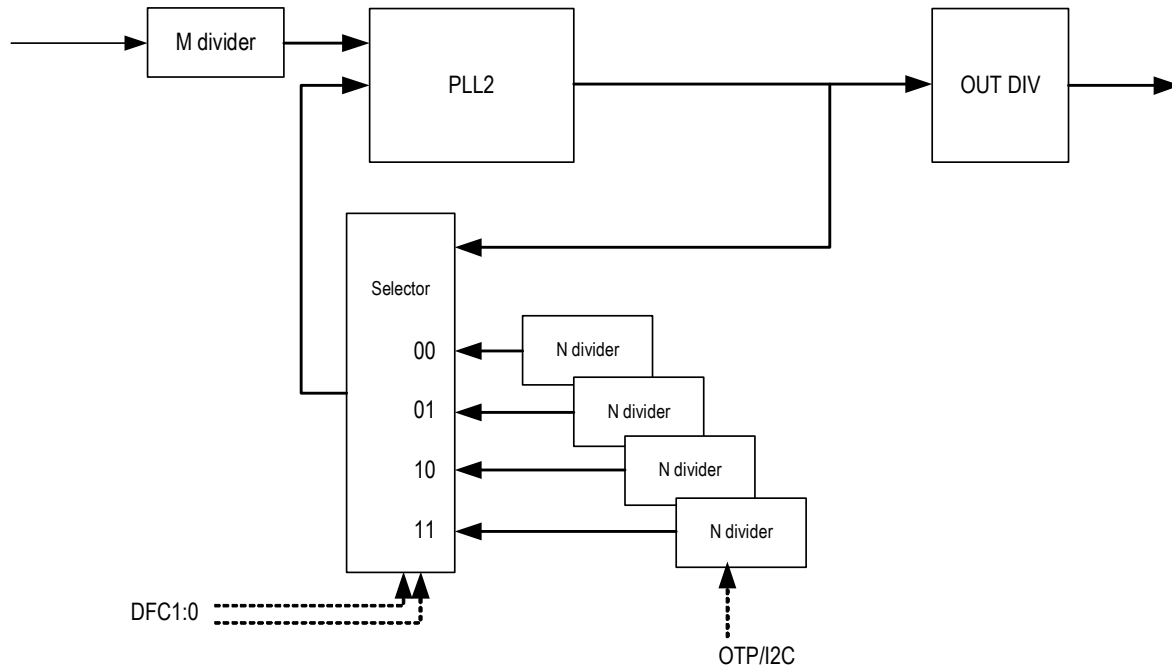 M divider
PLL2
OUT DIV
Selector
00
N divider
01
N divider
10
N divider
11
N divider
DFC1:0
OTP/I2C